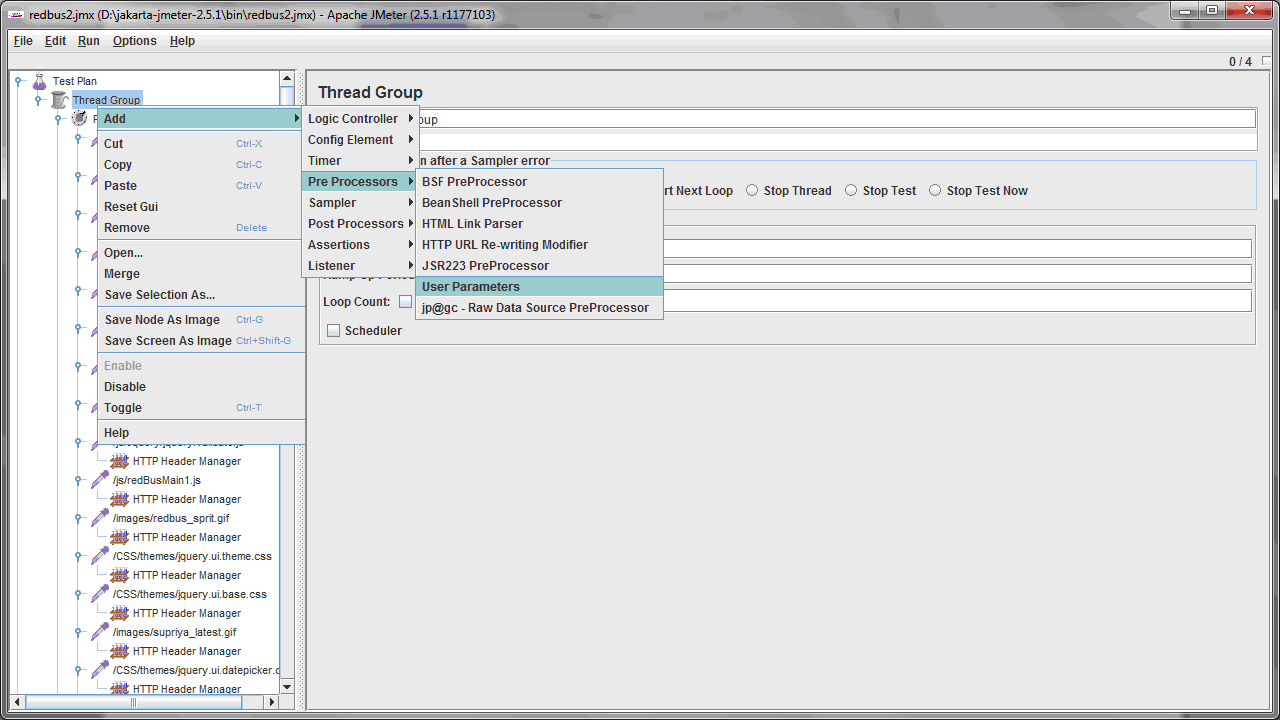 redbus2.jmx (D:\jakarta-jmeter-2.5.1\bin\redbus2.jmx) - Apache JMeter (2.5.1 r1177103)
File Edit Run Options Help
0 / 4
Test Plan
Thread Group
Thread Group
Add
Cut Ctrl-X
Copy Ctrl-C
Paste Ctrl-V
Reset Gui
Remove Delete
Open...
Merge
Save Selection As...
Save Node As Image Ctrl-G
Save Screen As Image Ctrl+Shift-G
Enable
Disable
Toggle Ctrl-T
Help
Logic Controller
Config Element
Timer
Pre Processors
Sampler
Post Processors
Assertions
Listener
BSF PreProcessor
BeanShell PreProcessor
HTML Link Parser
HTTP URL Re-writing Modifier
JSR223 PreProcessor
User Parameters
jp@gc - Raw Data Source PreProcessor
oup
n after a Sampler error
rt Next Loop Stop Thread Stop Test Stop Test Now
Loop Count:
Scheduler
HTTP Header Manager
/js/redBusMain1.js
HTTP Header Manager
/images/redbus_sprit.gif
HTTP Header Manager
/CSS/themes/jquery.ui.theme.css
HTTP Header Manager
/CSS/themes/jquery.ui.base.css
HTTP Header Manager
/images/supriya_latest.gif
HTTP Header Manager
/CSS/themes/jquery.ui.datepicker.c
HTTP Header Manager